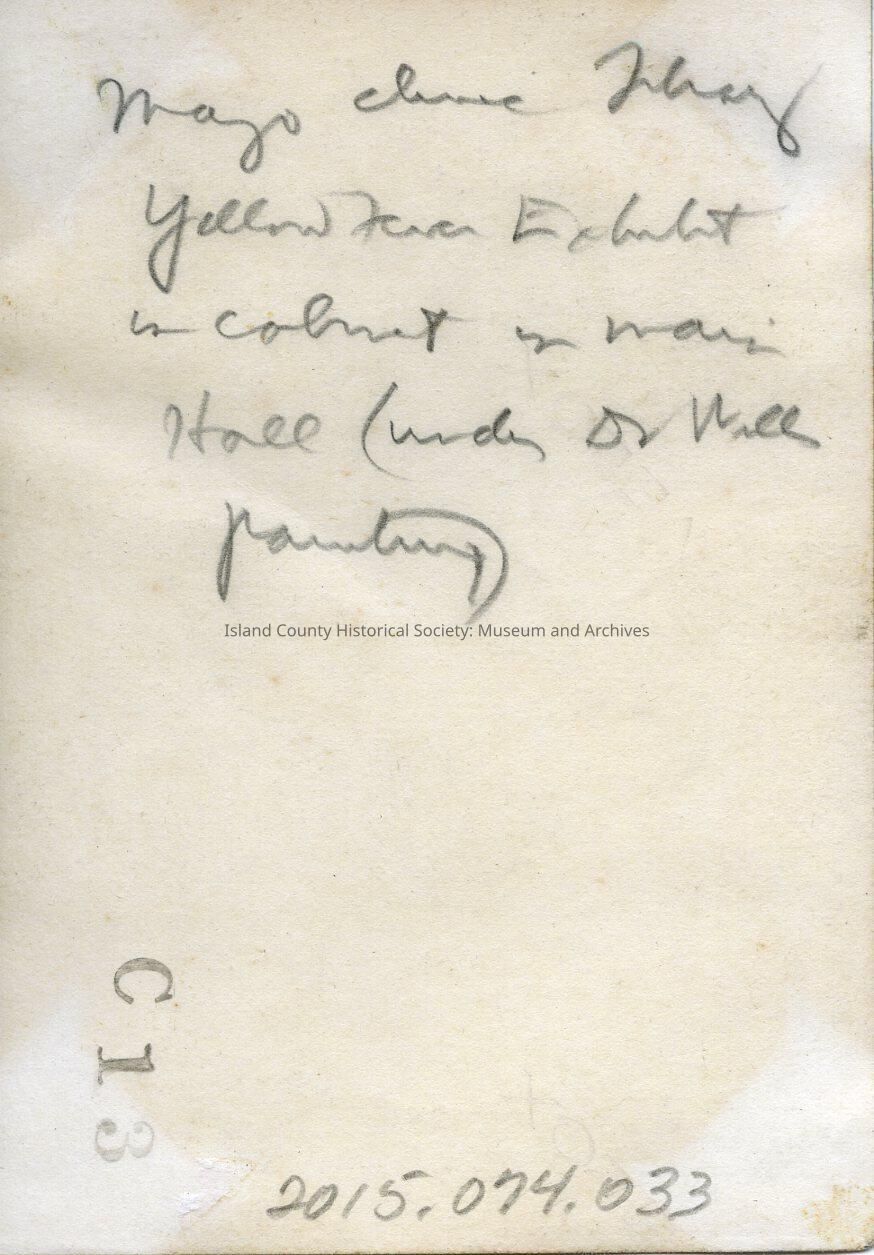 Mayo Clinic Library
Yellow Fever Exhibit
in cabinet in main
Hall (under Dr Will's
painting)
Island County Historical Society: Museum and Archives
C13
2015.074.033